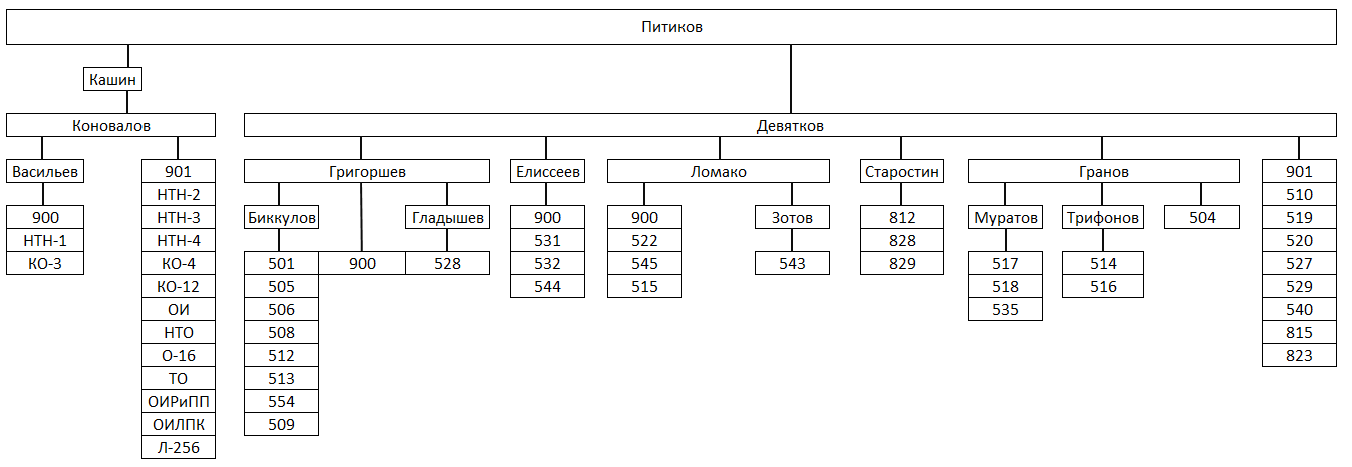 Питиков
Кашин
Коновалов
Девятков
Васильев
901
Григоршев
Елиссеев
Ломако
Старостин
Гранов
901
НТН-2
510
900
НТН-3
Биккулов
Гладышев
900
900
Зотов
812
Муратов
Трифонов
504
519
НТН-1
НТН-4
531
522
828
520
КО-3
КО-4
501
900
528
532
545
543
829
517
514
527
КО-12
505
544
515
518
516
529
ОИ
506
535
540
НТО
508
815
О-16
512
823
ТО
513
ОИРиПП
554
ОИЛПК
509
Л-256